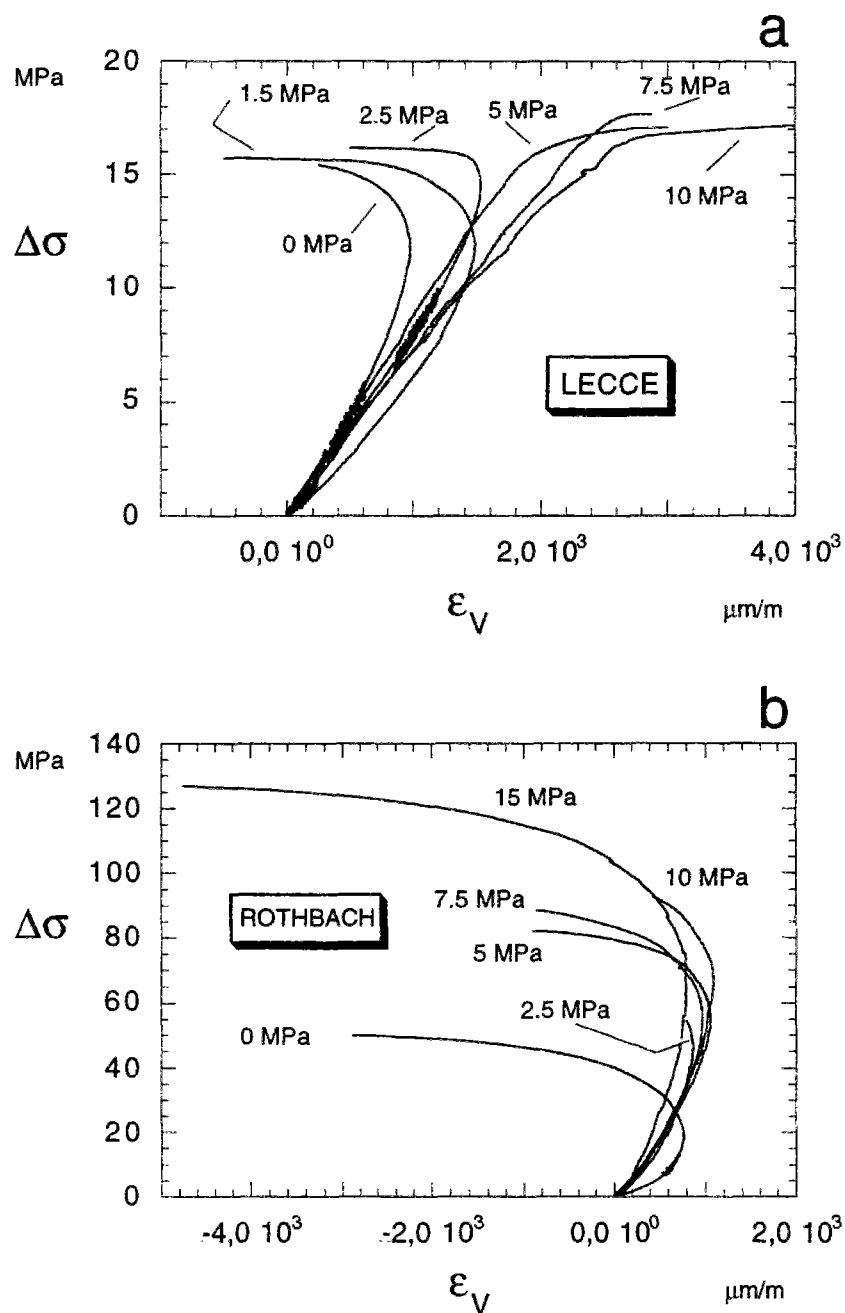 a
MPa
20
15
10
5
0
Δσ
1.5 MPa
2.5 MPa
5 MPa
7.5 MPa
10 MPa
0 MPa
LECCE
0,0 10⁰
2,0 10³
4,0 10³
εV
μm/m
b
MPa
140
120
100
80
60
40
20
0
Δσ
15 MPa
10 MPa
7.5 MPa
ROTHBACH
5 MPa
2.5 MPa
0 MPa
-4,0 10³
-2,0 10³
0,0 10⁰
2,0 10³
εV
μm/m